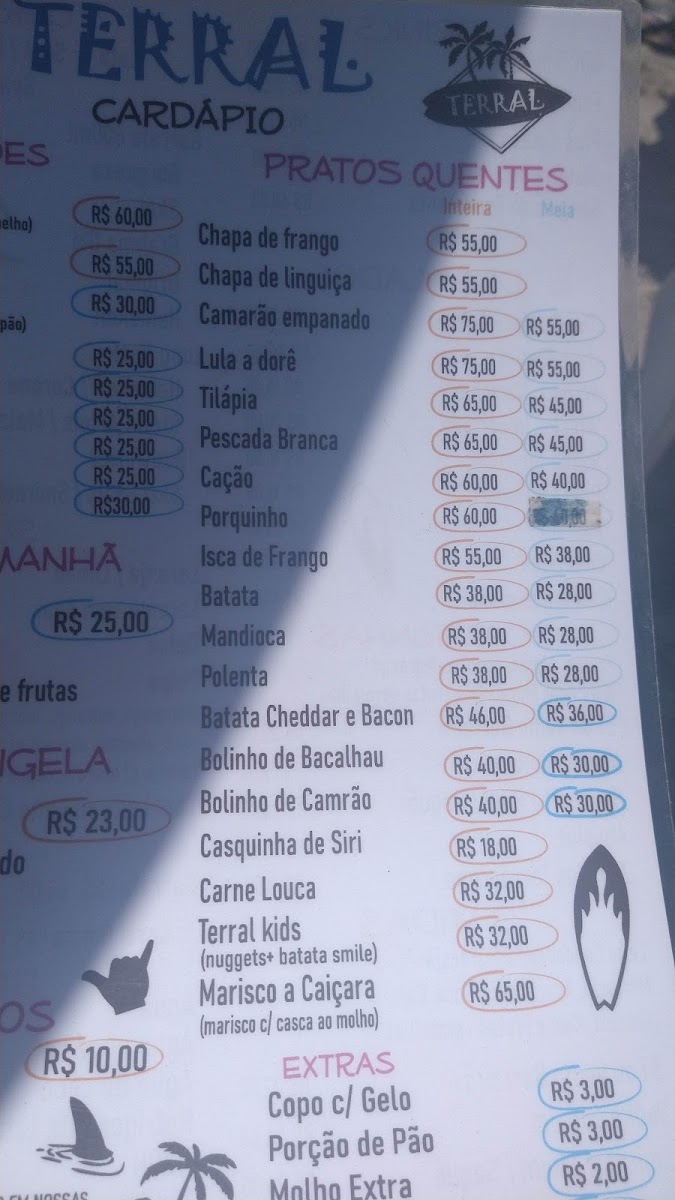 TERRAL
CARDÁPIO
TERRAL
DES
R$ 60,00
R$ 55,00
R$ 30,00
pão)
R$ 25,00
R$ 25,00
R$ 25,00
R$ 25,00
R$ 25,00
R$30,00
MANHÃ
R$ 25,00
e frutas
NGELA
R$ 23,00
do
OS
R$ 10,00
PRATOS QUENTES
Inteira Meia
Chapa de frango R$ 55,00
Chapa de linguiça R$ 55,00
Camarão empanado R$ 75,00 R$ 55,00
Lula a dorê R$ 75,00 R$ 55,00
Tilápia R$ 65,00 R$ 45,00
Pescada Branca R$ 65,00 R$ 45,00
Cação R$ 60,00 R$ 40,00
Porquinho R$ 60,00
Isca de Frango R$ 55,00 R$ 38,00
Batata R$ 38,00 R$ 28,00
Mandioca R$ 38,00 R$ 28,00
Polenta R$ 38,00 R$ 28,00
Batata Cheddar e Bacon R$ 46,00 R$ 36,00
Bolinho de Bacalhau R$ 40,00 R$ 30,00
Bolinho de Camrão R$ 40,00 R$ 30,00
Casquinha de Siri R$ 18,00
Carne Louca R$ 32,00
Terral kids R$ 32,00
(nuggets+ batata smile)
Marisco a Caiçara R$ 65,00
(marisco c/ casca ao molho)
EXTRAS
Copo c/ Gelo R$ 3,00
Porção de Pão R$ 3,00
Molho Extra R$ 2,00